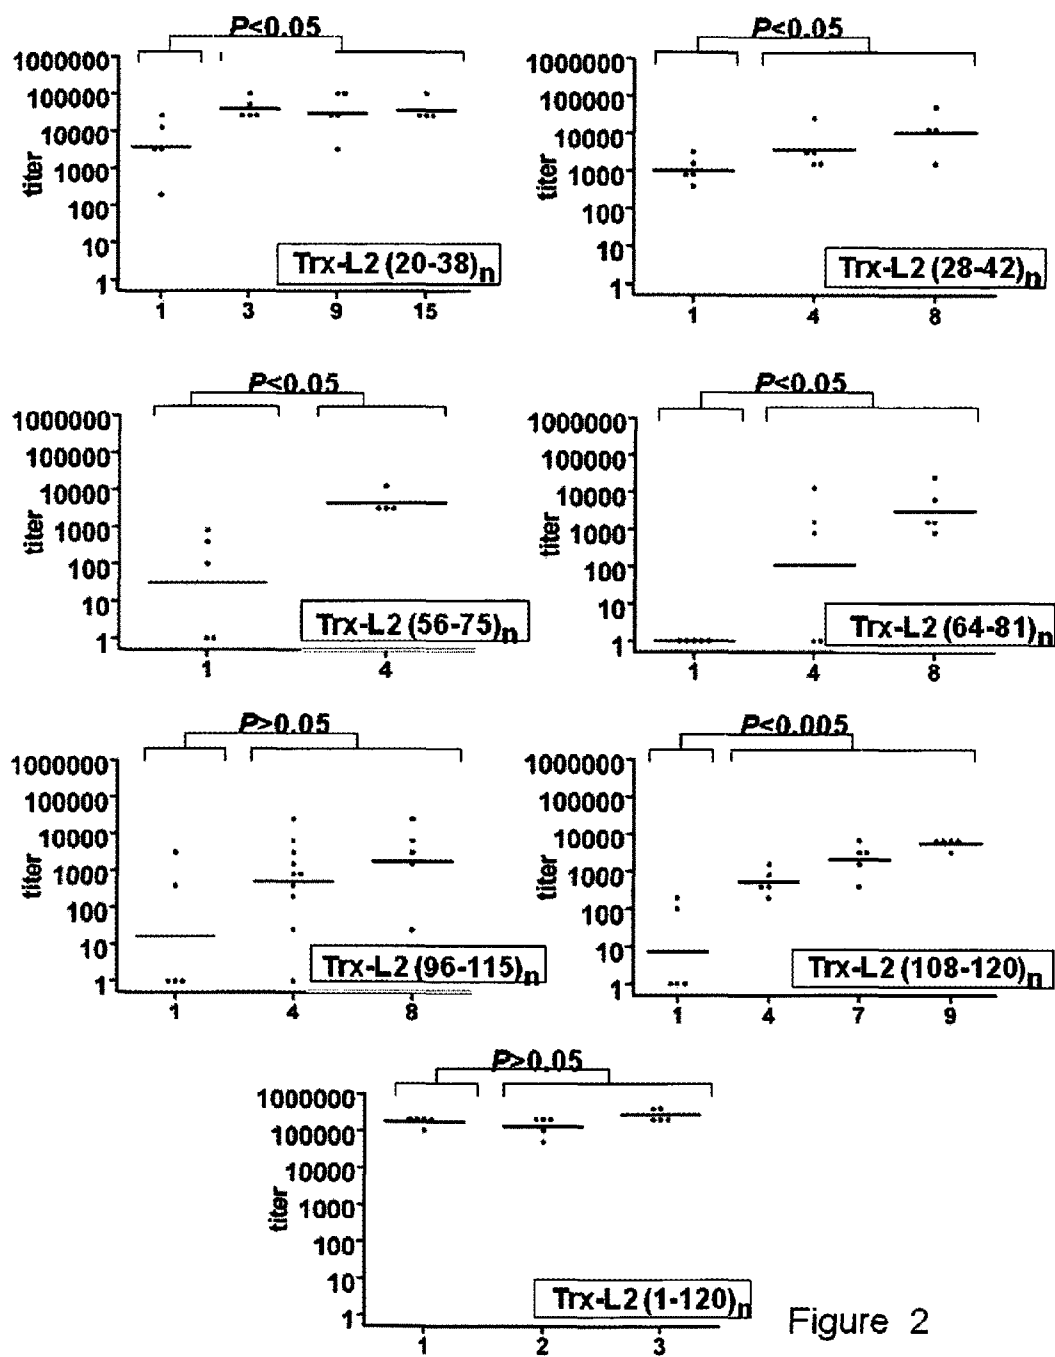 P<0.05
1000000
100000
10000
1000
100
10
1
titer
Trx-L2 (20-38)n
1 3 9 15
P<0.05
1000000
100000
10000
1000
100
10
1
titer
Trx-L2 (28-42)n
1 4 8
P<0.05
1000000
100000
10000
1000
100
10
1
titer
Trx-L2 (56-75)n
1 4
P<0.05
1000000
100000
10000
1000
100
10
1
titer
Trx-L2 (64-81)n
1 4 8
P>0.05
1000000
100000
10000
1000
100
10
1
titer
Trx-L2 (96-115)n
1 4 8
P<0.005
1000000
100000
10000
1000
100
10
1
titer
Trx-L2 (108-120)n
1 4 7 9
P>0.05
1000000
100000
10000
1000
100
10
1
titer
Trx-L2 (1-120)n
1 2 3
Figure 2